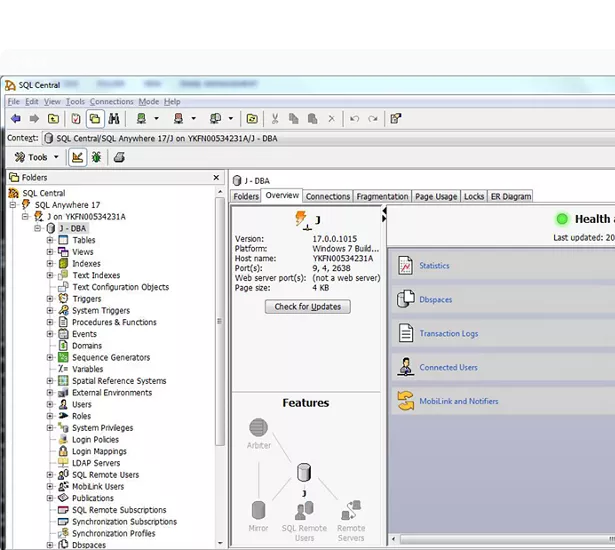 SQL Central
File Edit View Tools Connections Mode Help
Context: SQL Central/SQL Anywhere 17/J on YKFN00534231A/J - DBA
Tools
Folders
SQL Central
SQL Anywhere 17
J on YKFN00534231A
J - DBA
Tables
Views
Indexes
Text Indexes
Text Configuration Objects
Triggers
System Triggers
Procedures & Functions
Events
Domains
Sequence Generators
Variables
Spatial Reference Systems
External Environments
Users
Roles
System Privileges
Login Policies
Login Mappings
LDAP Servers
SQL Remote Users
MobiLink Users
Publications
SQL Remote Subscriptions
Synchronization Subscriptions
Synchronization Profiles
Dbspaces
J - DBA
Folders Overview Connections Fragmentation Page Usage Locks ER Diagram
J
Version: 17.0.0.1015
Platform: Windows 7 Build...
Host name: YKFN00534231A
Port(s): 9, 4, 2638
Web server port(s): (not a web server)
Page size: 4 KB
Check for Updates
Features
Arbiter
J
Mirror
SQL Remote Users
Remote Servers
Health a
Last updated: 20
Statistics
Dbspaces
Transaction Logs
Connected Users
MobiLink and Notifiers